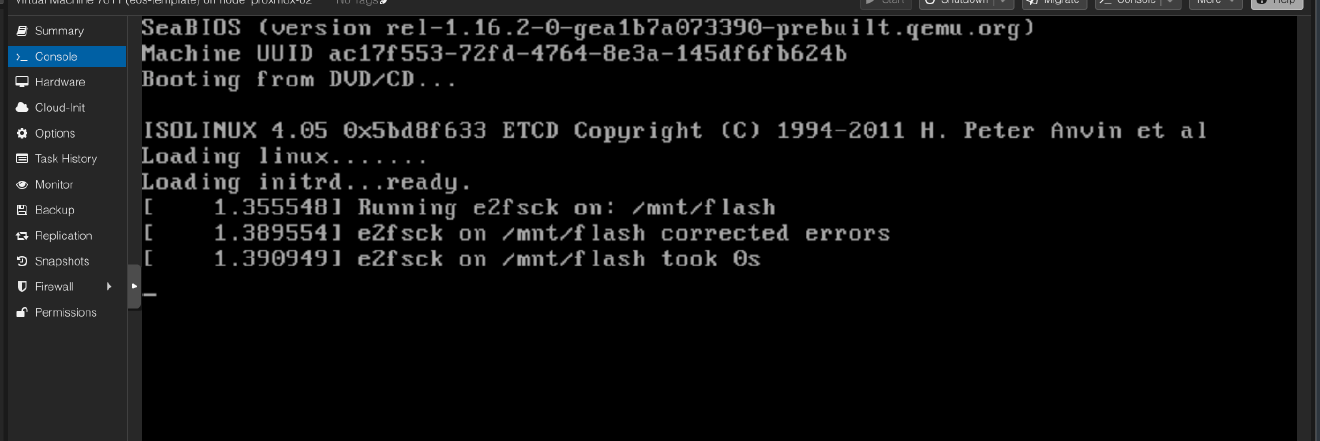 Virtual Machine 7011 (eos-template) on node 'proxmox-02' No Tags
Start Shutdown Migrate Console More Help
Summary
Console
Hardware
Cloud-Init
Options
Task History
Monitor
Backup
Replication
Snapshots
Firewall
Permissions
SeaBIOS (version rel-1.16.2-0-gea1b7a073390-prebuilt.qemu.org)
Machine UUID ac17f553-72fd-4764-8e3a-145df6fb624b
Booting from DVD/CD...
ISOLINUX 4.05 0x5bd8f633 ETCD Copyright (C) 1994-2011 H. Peter Anvin et al
Loading linux.......
Loading initrd...ready.
[    1.355548] Running e2fsck on: /mnt/flash
[    1.389554] e2fsck on /mnt/flash corrected errors
[    1.390949] e2fsck on /mnt/flash took 0s